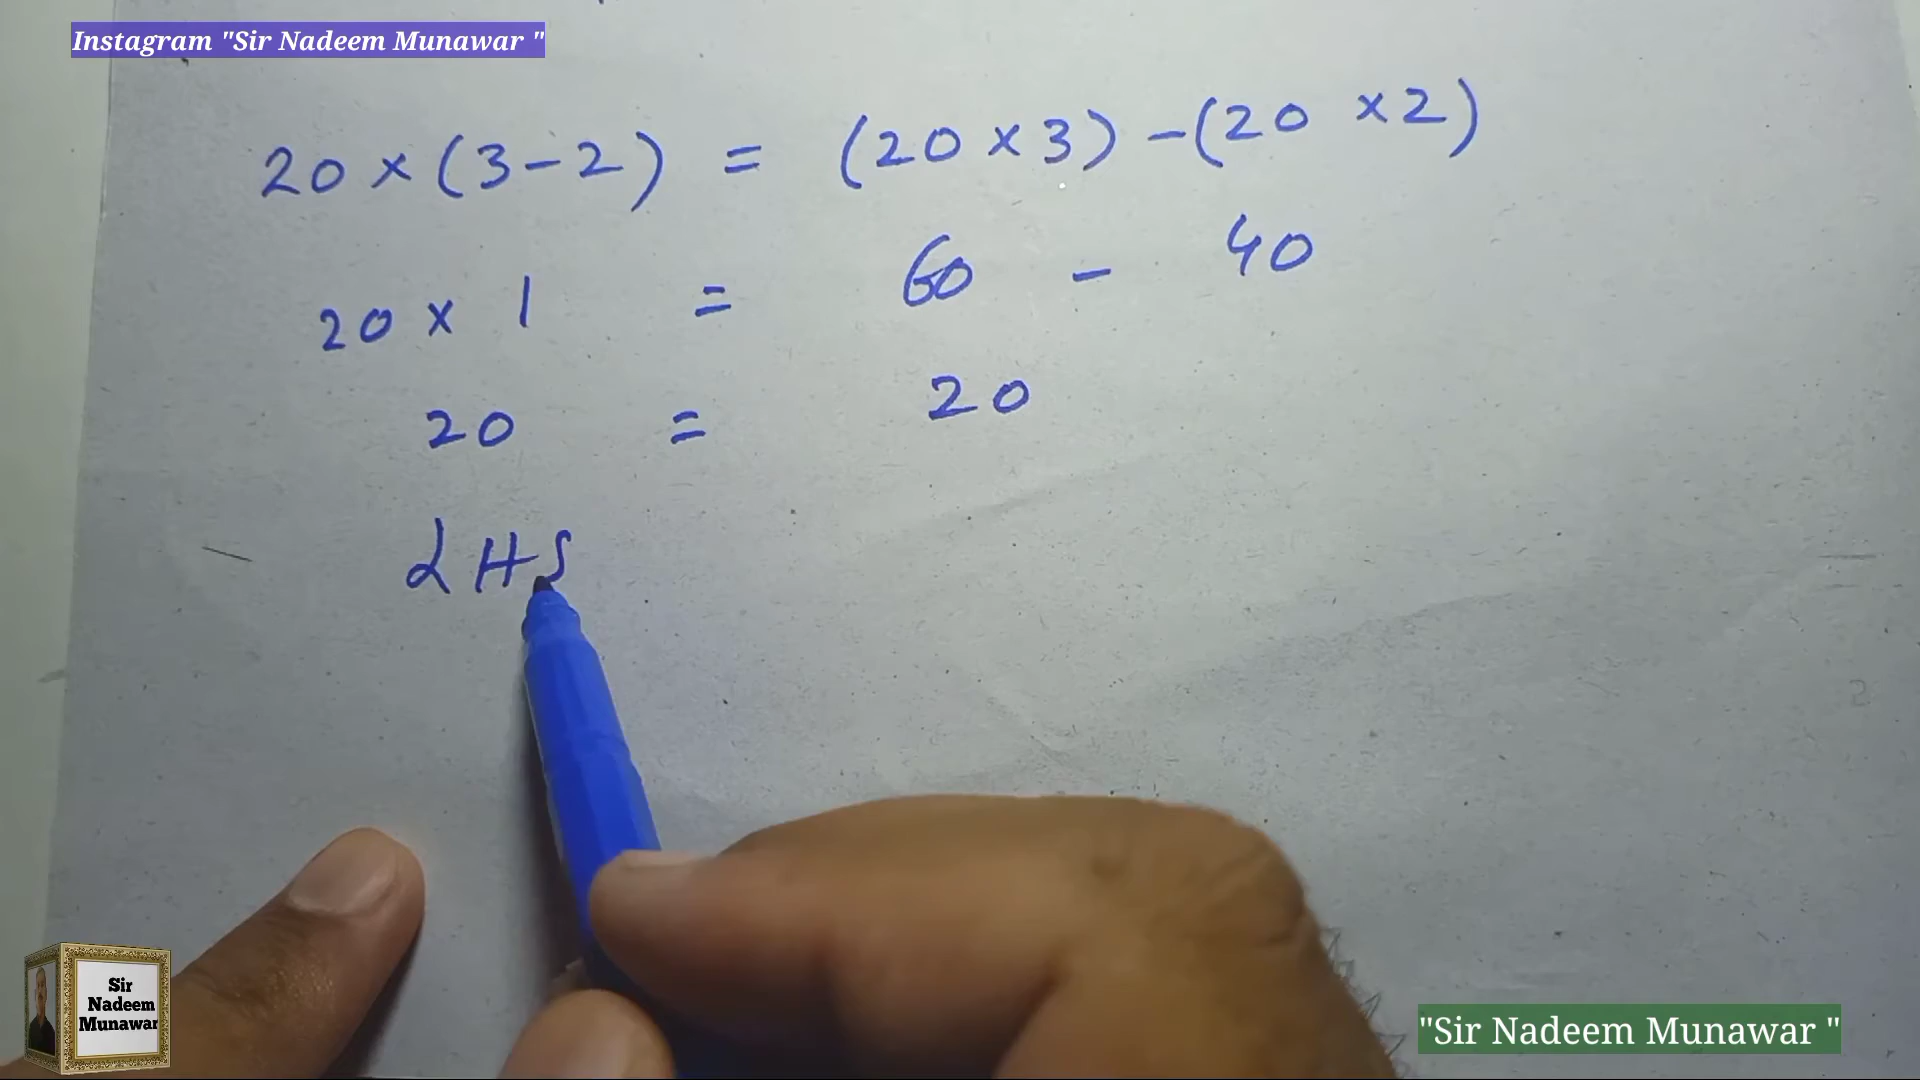 Instagram "Sir Nadeem Munawar "
20 × (3 - 2) = (20 × 3) - (20 × 2)
20 × 1 = 60 - 40
20 = 20
LHS
Sir
Nadeem
Munawar
"Sir Nadeem Munawar "